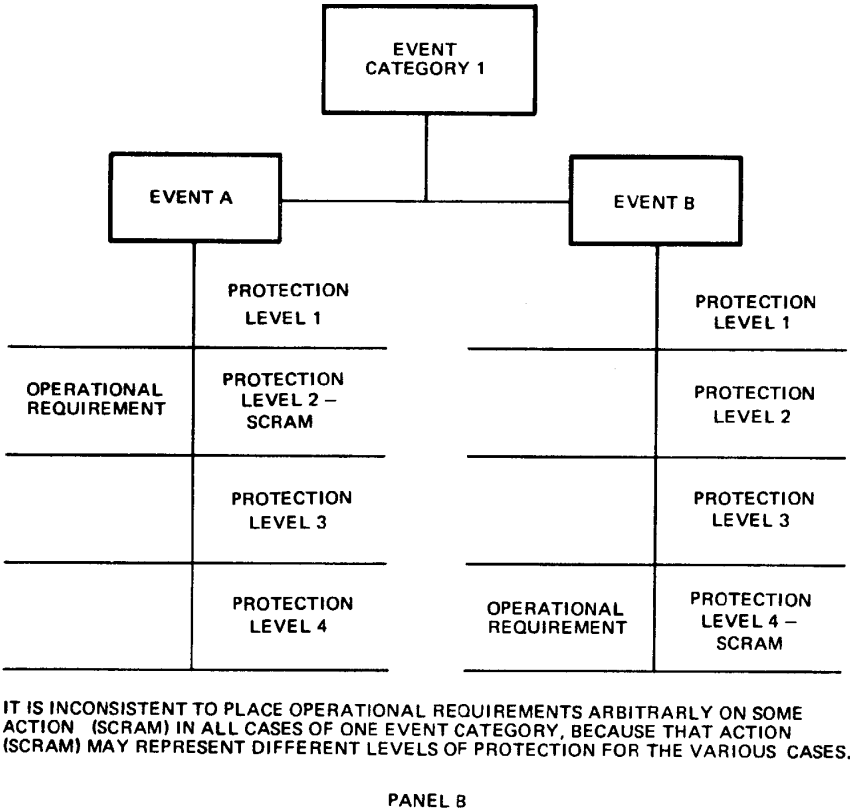 EVENT
CATEGORY 1
EVENT A
EVENT B
PROTECTION
LEVEL 1
OPERATIONAL
REQUIREMENT
PROTECTION
LEVEL 2 –
SCRAM
PROTECTION
LEVEL 3
PROTECTION
LEVEL 4
PROTECTION
LEVEL 1
PROTECTION
LEVEL 2
PROTECTION
LEVEL 3
OPERATIONAL
REQUIREMENT
PROTECTION
LEVEL 4 –
SCRAM
IT IS INCONSISTENT TO PLACE OPERATIONAL REQUIREMENTS ARBITRARLY ON SOME
ACTION (SCRAM) IN ALL CASES OF ONE EVENT CATEGORY, BECAUSE THAT ACTION
(SCRAM) MAY REPRESENT DIFFERENT LEVELS OF PROTECTION FOR THE VARIOUS CASES.
PANEL B